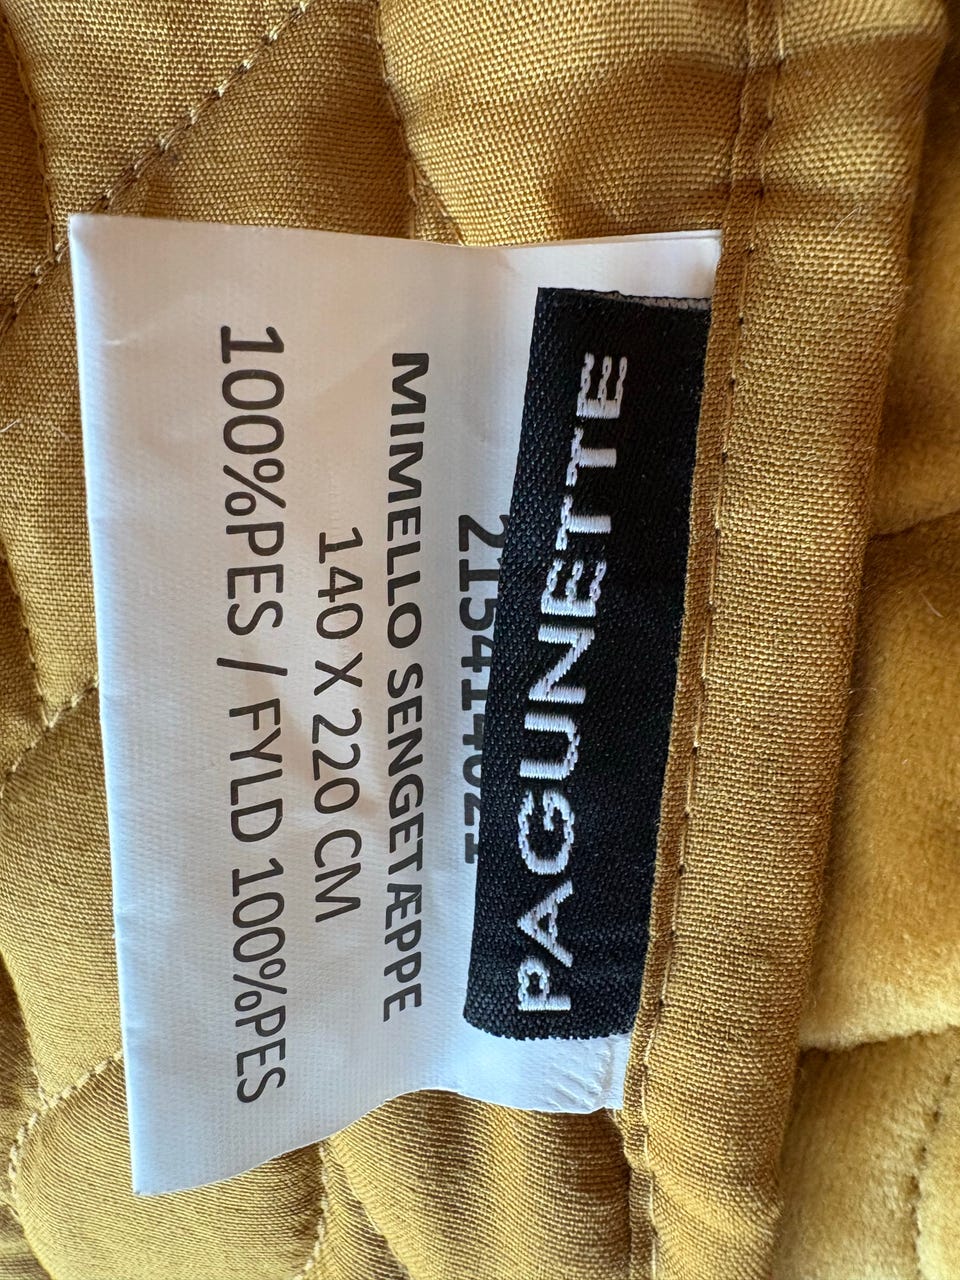 PAGUNETTE
MIMELLO SENGETÆPPE
140 X 220 CM
100%PES / FYLD 100%PES